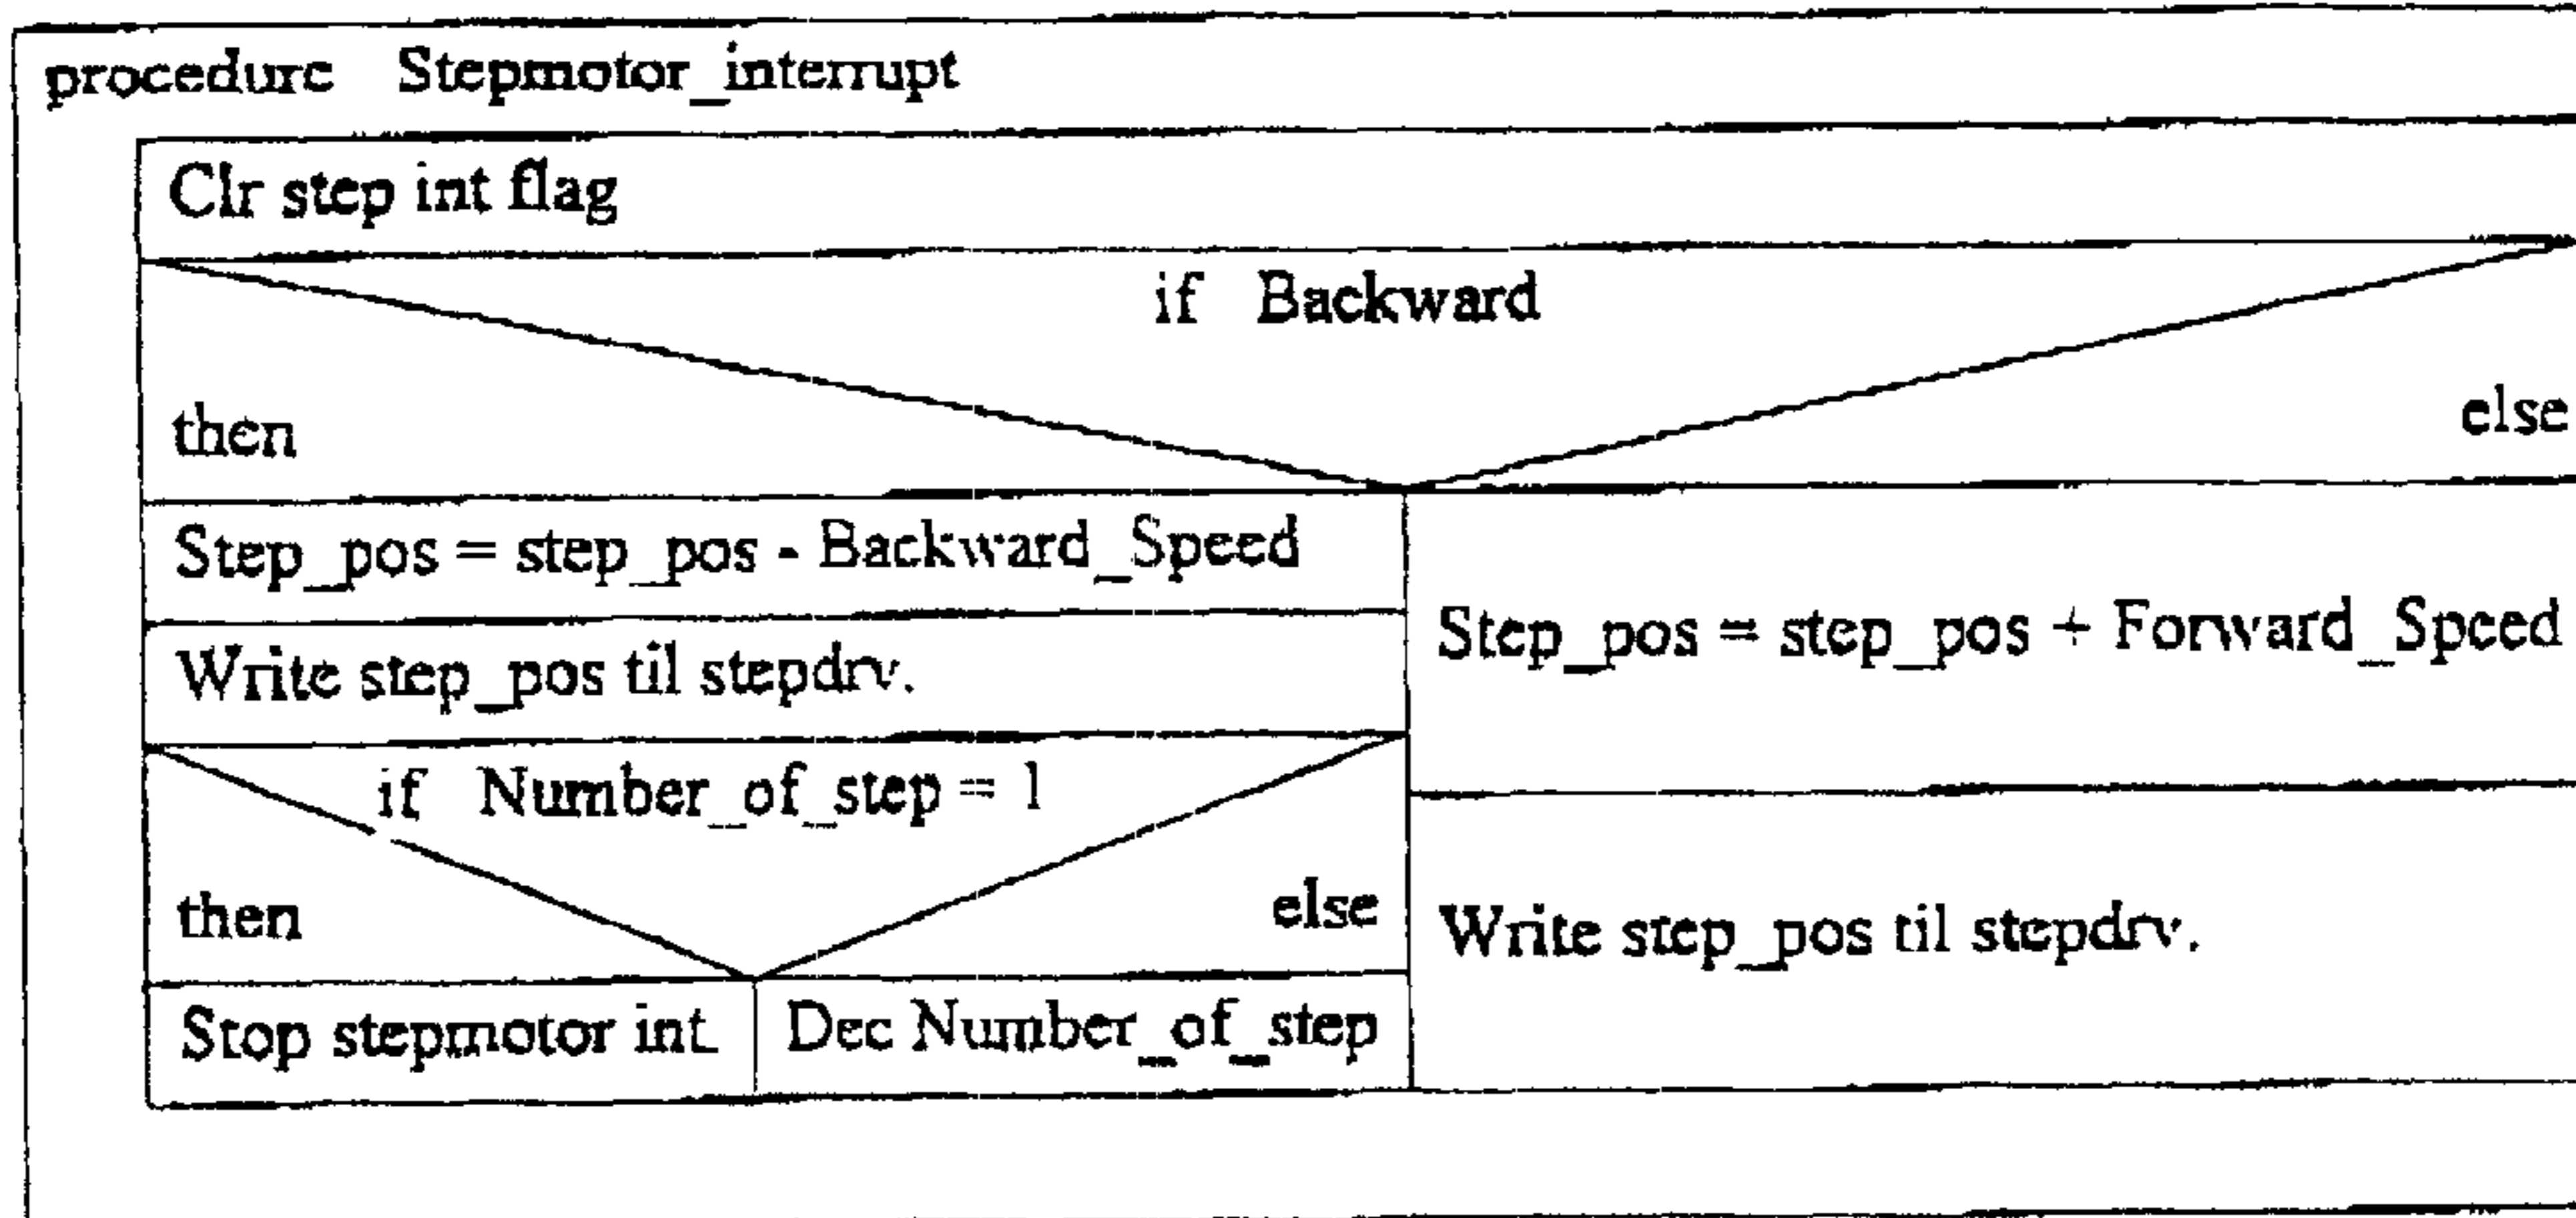 procedure Stepmotor_interrupt
Clr step int flag
if Backward
then
else
Step_pos = step_pos - Backward_Speed
Write step_pos til stepdrv.
if Number_of_step = 1
then
else
Stop stepmotor int.
Dec Number_of_step
Step_pos = step_pos + Forward_Speed
Write step_pos til stepdrv.